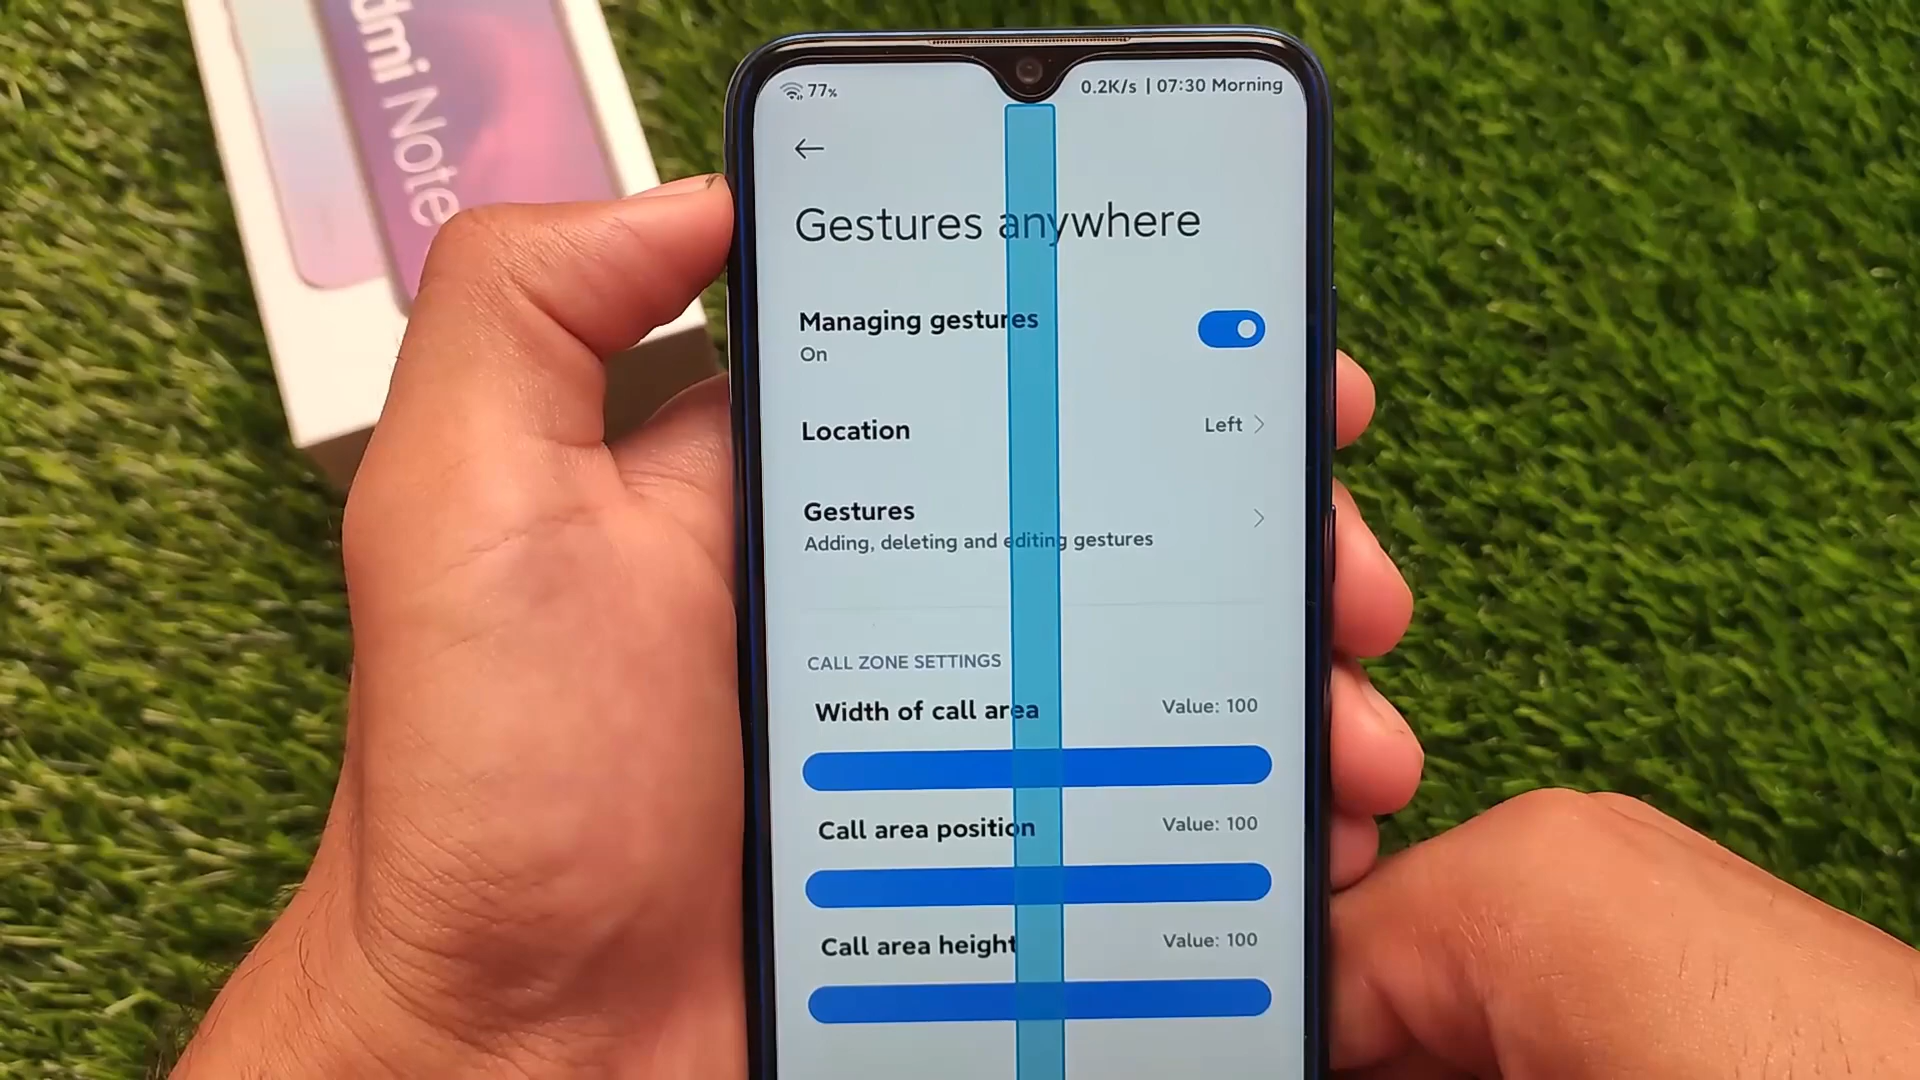 dmi Note
77%
0.2K/s | 07:30 Morning
Gestures anywhere
Managing gestures
On
Location
Left
Gestures
Adding, deleting and editing gestures
CALL ZONE SETTINGS
Width of call area
Value: 100
Call area position
Value: 100
Call area height
Value: 100